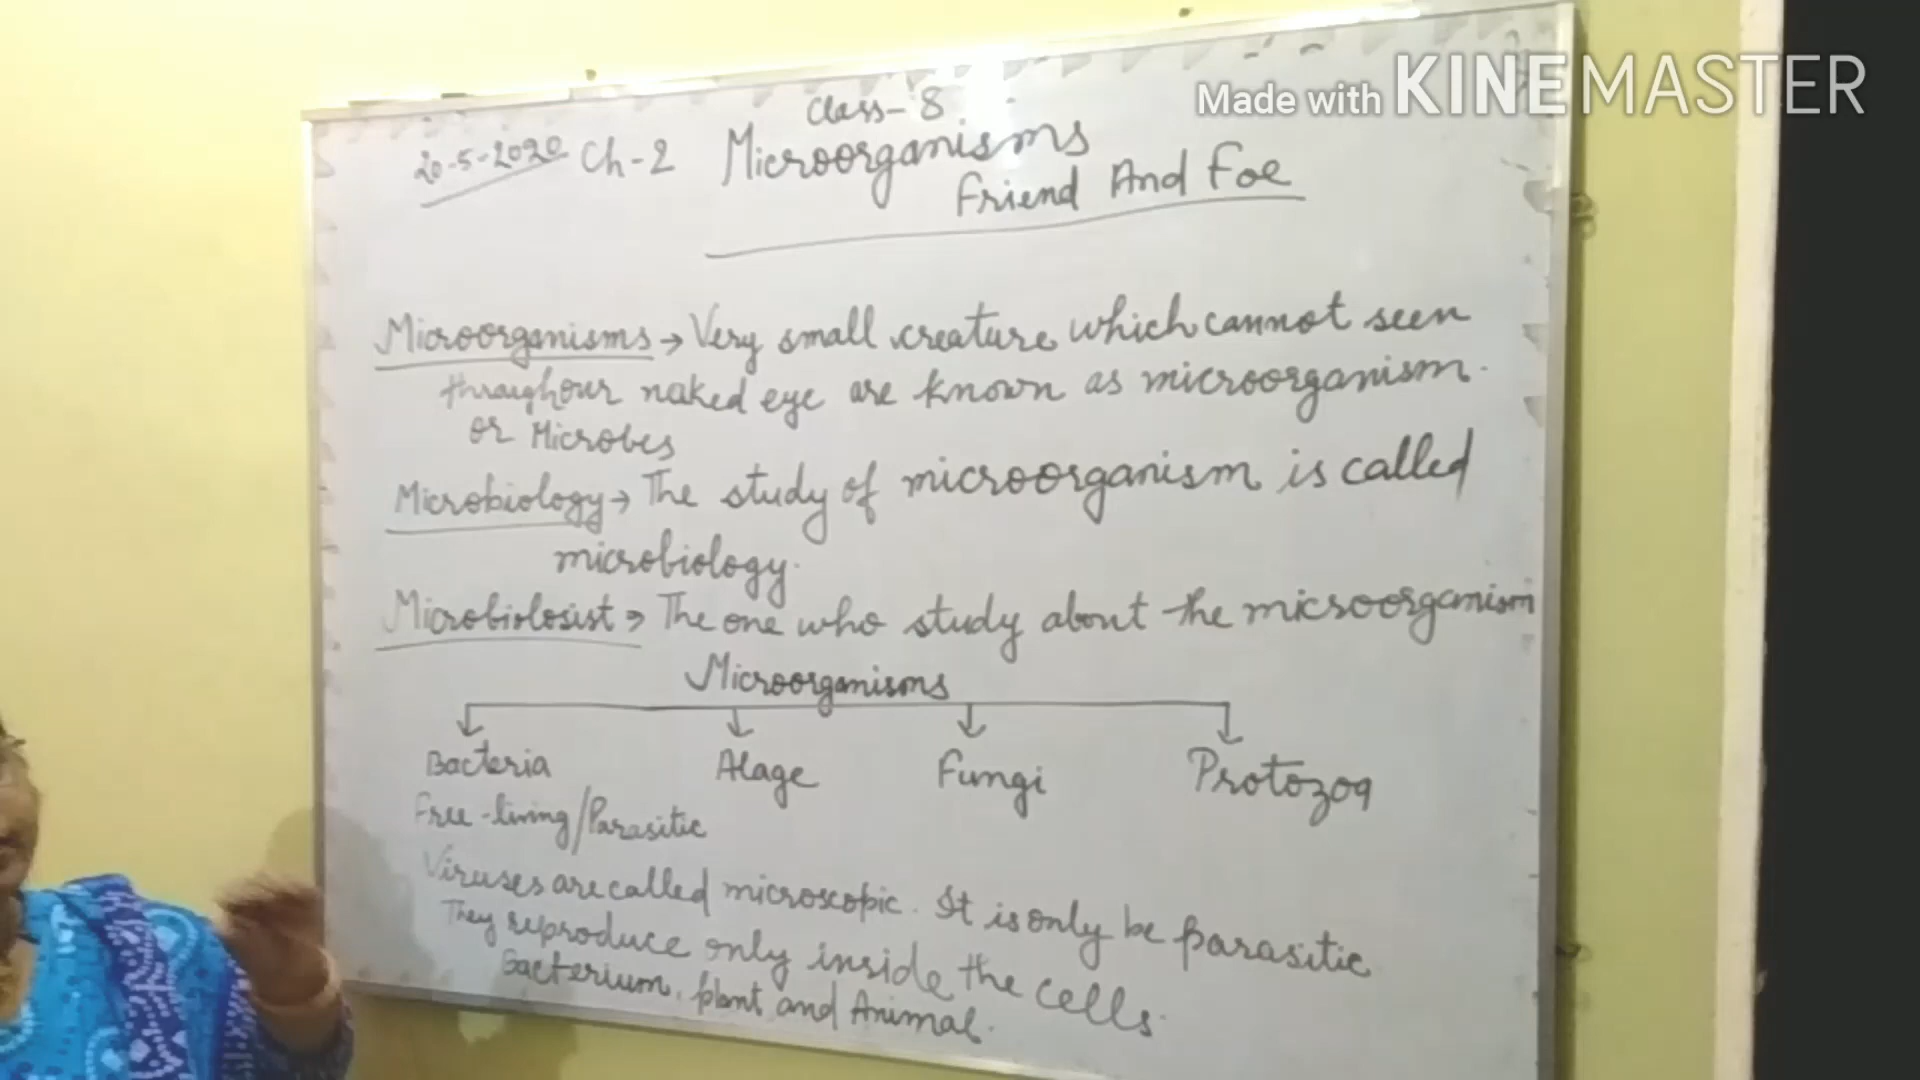 Made with KINEMASTER
Class-8
20-5-2020 Ch-2 Microorganisms
Friend And Foe
Microorganisms → Very small creature which cannot seen
through our naked eye are known as microorganism.
or Microbes
Microbiology → The study of microorganism is called
microbiology.
Microbiolosist → The one who study about the microorganism
Microorganisms
Bacteria Alage Fungi Protozoa
Free-living/Parasitic
Viruses are called microscopic. It is only be parasitic
They reproduce only inside the cells.
Bacterium, plant and Animal.